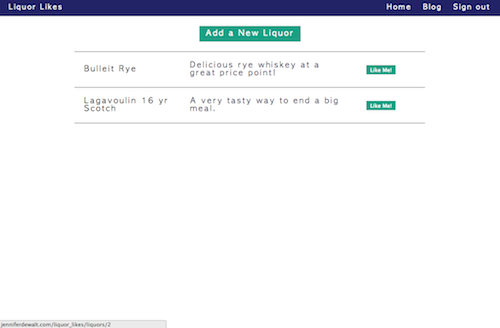 Liquor Likes Home Blog Sign out
Add a New Liquor
Bulleit Rye
Delicious rye whiskey at a
great price point!
Like Me!
Lagavoulin 16 yr
Scotch
A very tasty way to end a big
meal.
Like Me!
jenniferdewalt.com/liquor_likes/liquors/2